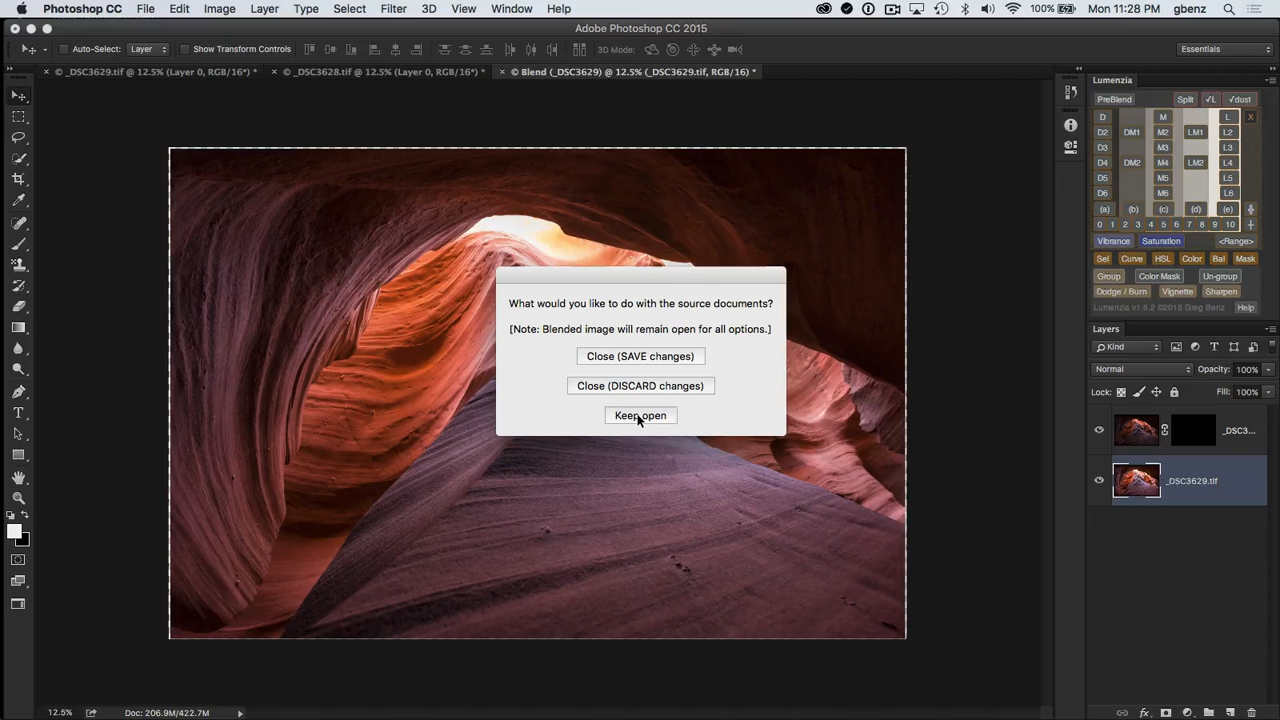 Photoshop CC File Edit Image Layer Type Select Filter 3D View Window Help 100% Mon 11:28 PM gbenz
Adobe Photoshop CC 2015
Auto-Select: Layer Show Transform Controls 3D Mode: Essentials
© _DSC3629.tif @ 12.5% (Layer 0, RGB/16*) * © _DSC3628.tif @ 12.5% (Layer 0, RGB/16*) * © Blend (_DSC3629) @ 12.5% (_DSC3629.tif, RGB/16) *
Lumenzia
PreBlend Split √L √dust
D M L X
D2 DM1 M2 LM1 L2
D3 M3 L3
D4 DM2 M4 LM2 L4
D5 M5 L5
D6 M6 L6
(a) (b) (c) (d) (e)
0 1 2 3 4 5 6 7 8 9 10
Vibrance Saturation <Range>
Sel Curve HSL Color Bal Mask
Group Color Mask Un-group
Dodge / Burn Vignette Sharpen
Lumenzia v1.6.2 ©2015 Greg Benz Help
Layers
Kind
Normal Opacity: 100%
Lock: Fill: 100%
_DSC3...
_DSC3629.tif
What would you like to do with the source documents?
[Note: Blended image will remain open for all options.]
Close (SAVE changes)
Close (DISCARD changes)
Keep open
12.5% Doc: 206.9M/422.7M